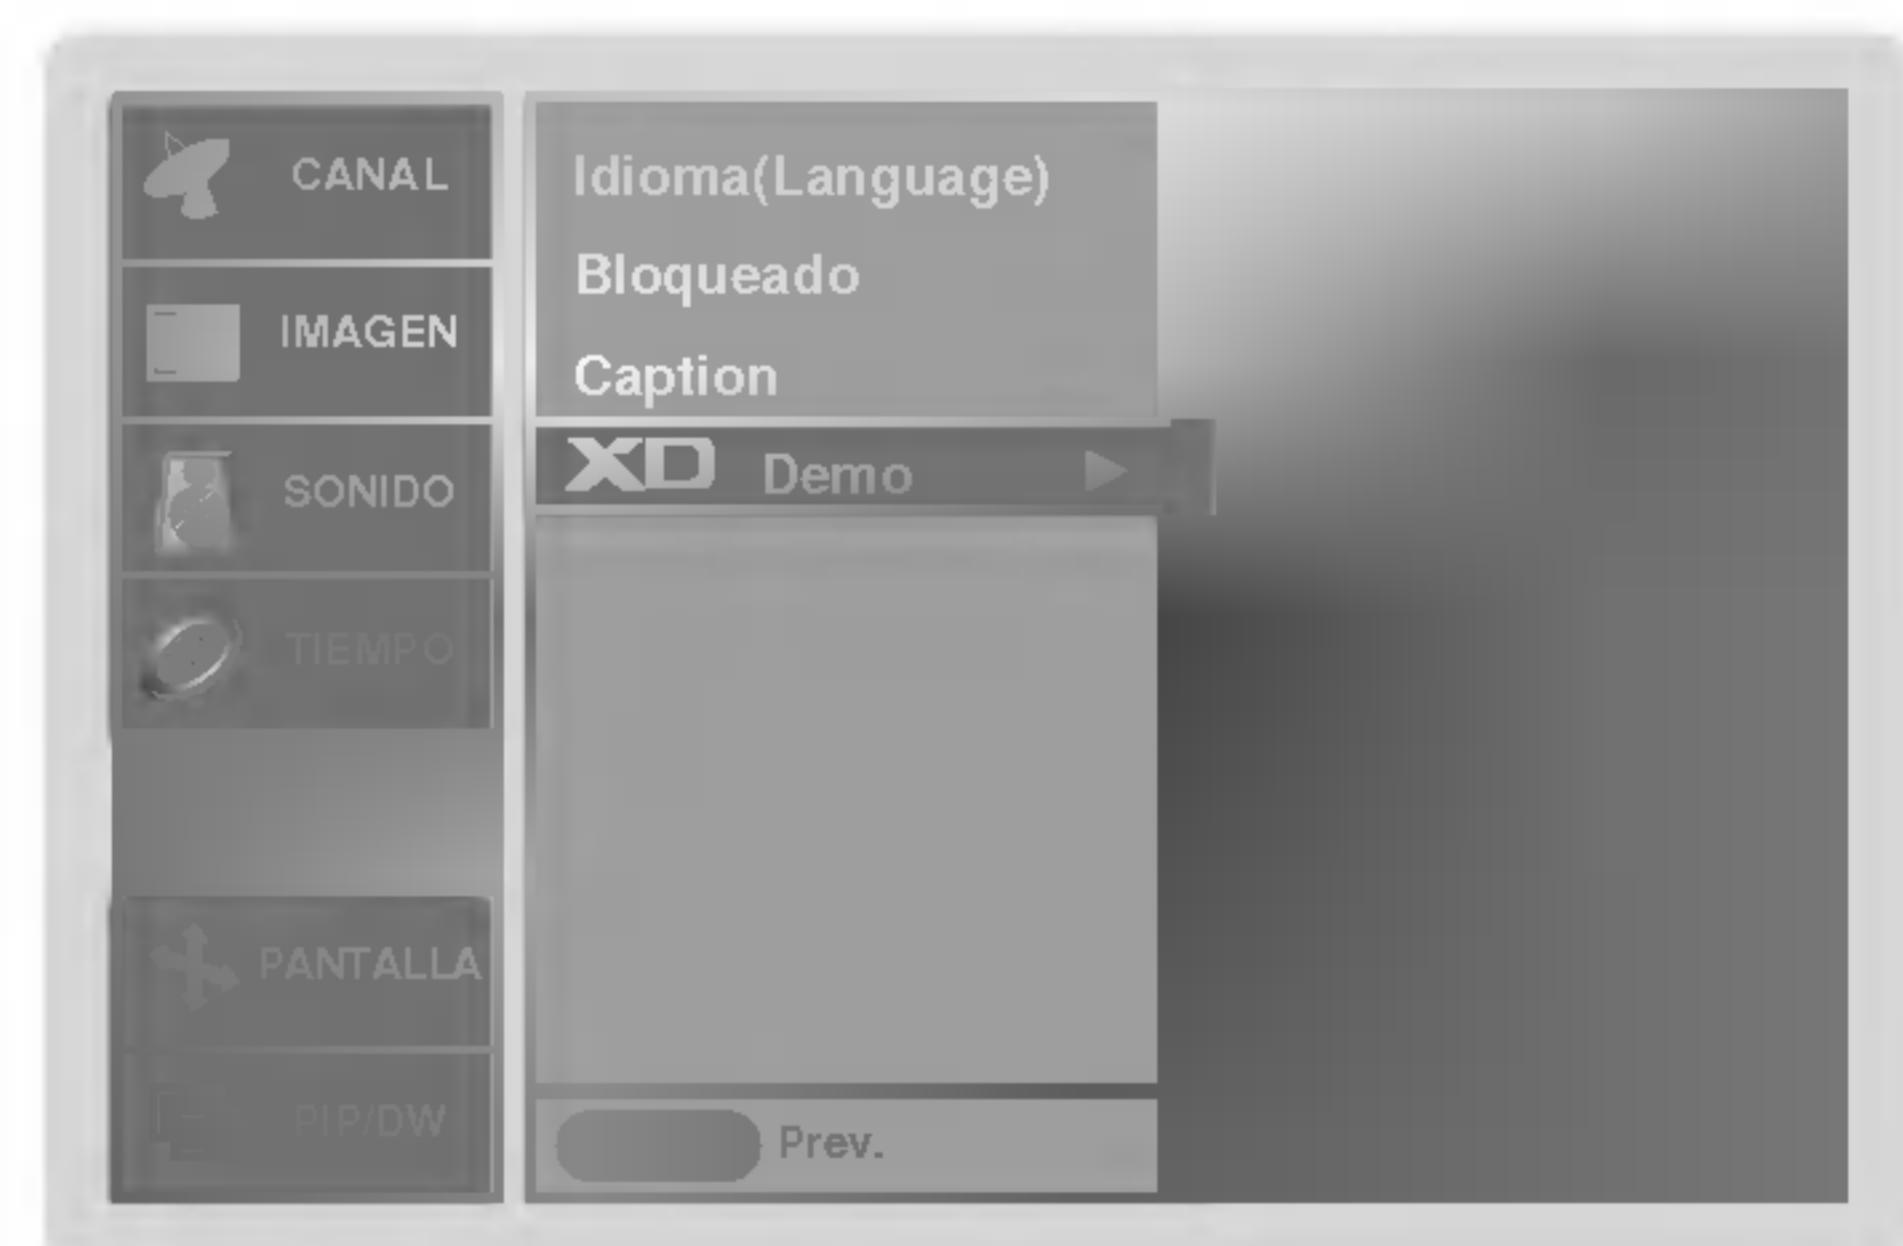 CANAL
IMAGEN
SONIDO
TIEMPO
PANTALLA
PIP/DW
Idioma(Language)
Bloqueado
Caption
XD Demo
Prev.